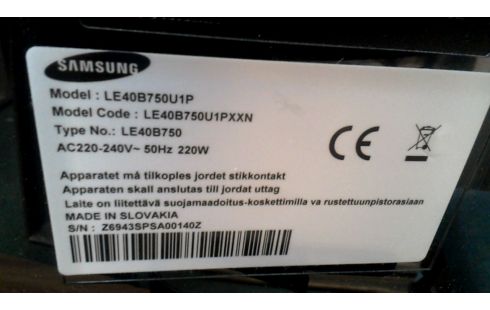 SAMSUNG
Model : LE40B750U1P
Model Code : LE40B750U1PXXN
Type No.: LE40B750
AC220-240V~ 50Hz 220W
CE
Apparatet må tilkoples jordet stikkontakt
Apparaten skall anslutas till jordat uttag
Laite on liitettävä suojamaadoitus-koskettimilla va rustettuunpistorasiaan
MADE IN SLOVAKIA
S/N : Z6943SPSA00140Z